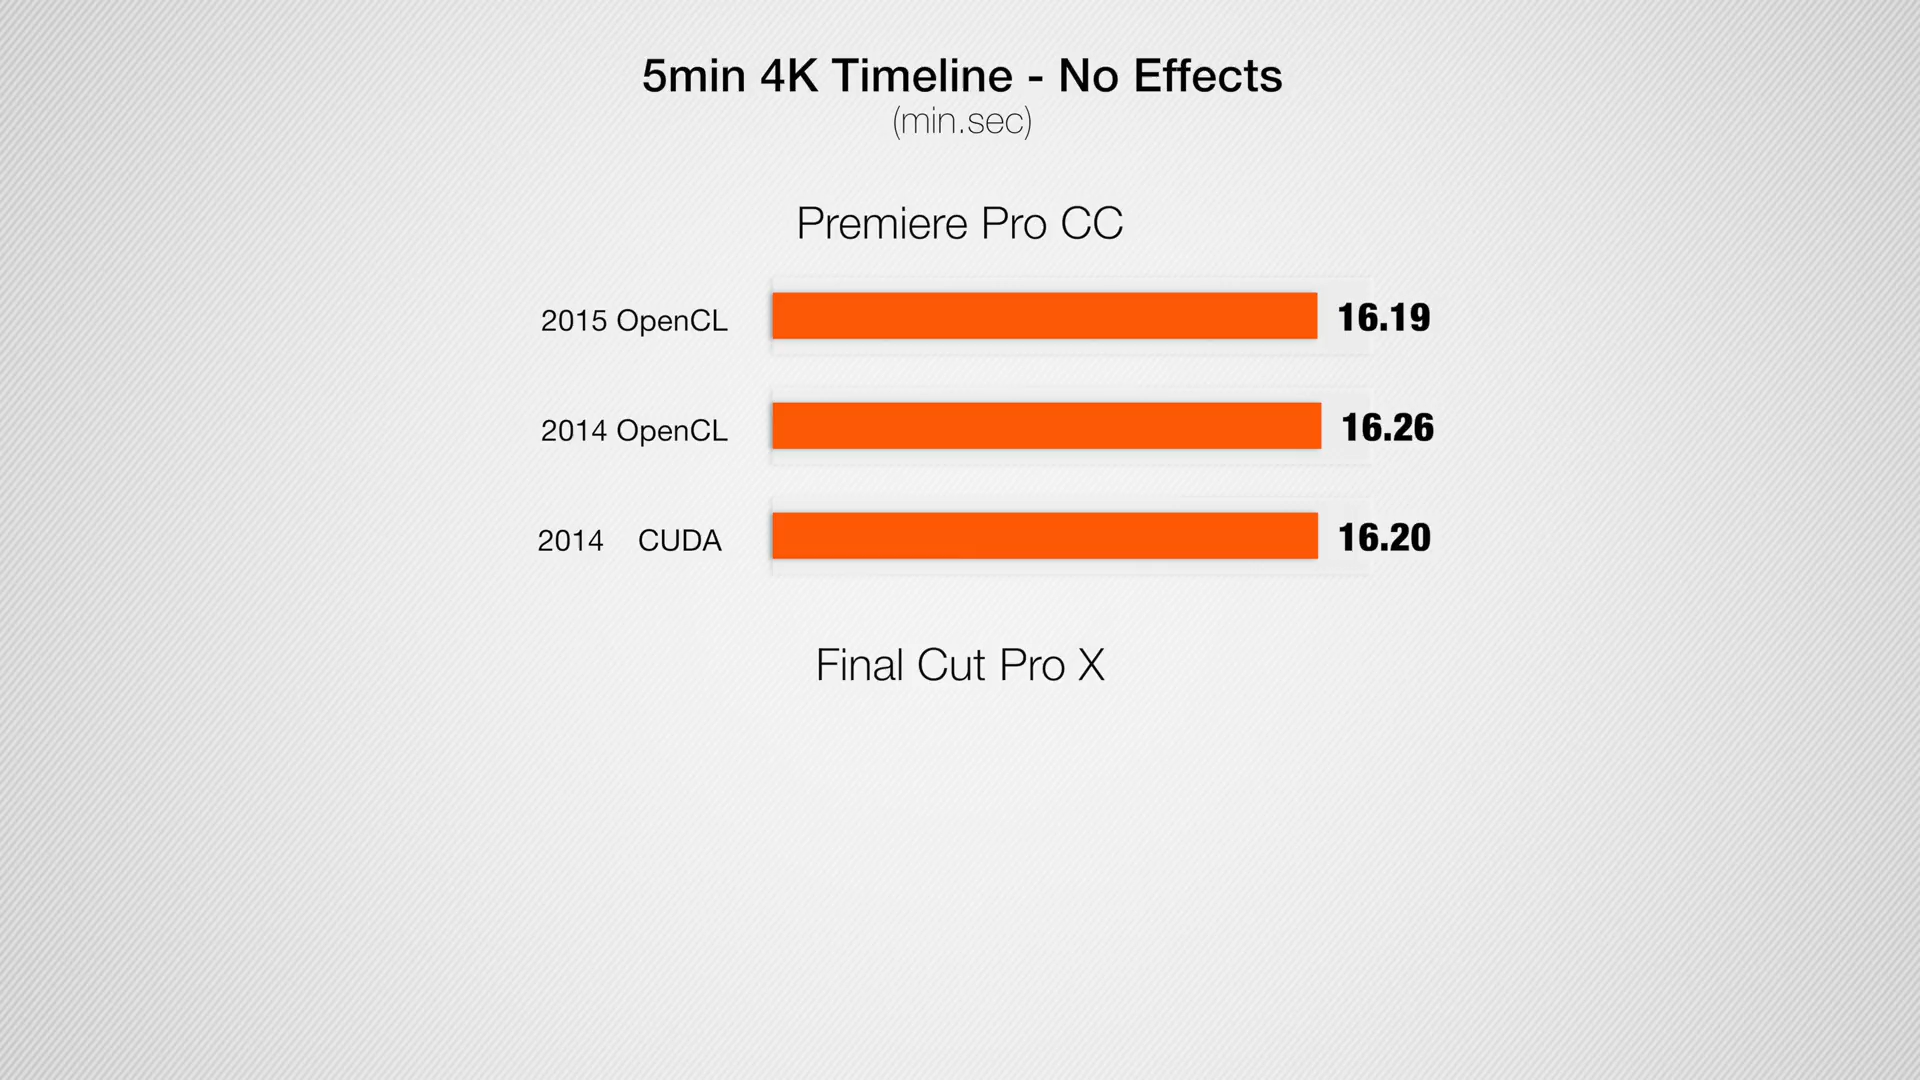 5min 4K Timeline - No Effects
(min.sec)
Premiere Pro CC
2015 OpenCL 16.19
2014 OpenCL 16.26
2014 CUDA 16.20
Final Cut Pro X